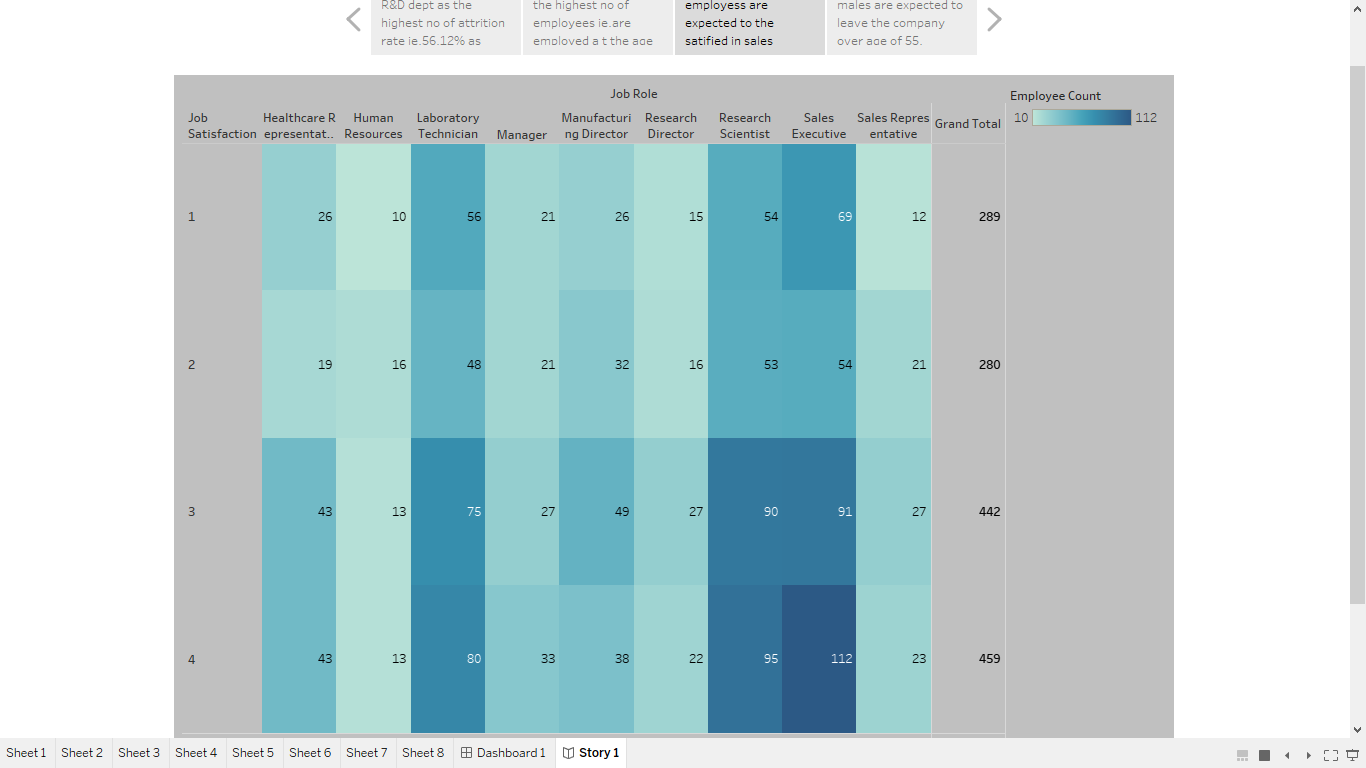 R&D dept as the
highest no of attrition
rate ie.56.12% as
the highest no of
employees ie.are
employed a t the age
employess are
expected to the
satified in sales
males are expected to
leave the company
over age of 55.
Job Role
Employee Count
10 112
Job
Satisfaction
Healthcare R
epresentat..
Human
Resources
Laboratory
Technician
Manager
Manufacturi
ng Director
Research
Director
Research
Scientist
Sales
Executive
Sales Repres
entative
Grand Total
1 26 10 56 21 26 15 54 69 12 289
2 19 16 48 21 32 16 53 54 21 280
3 43 13 75 27 49 27 90 91 27 442
4 43 13 80 33 38 22 95 112 23 459
Sheet 1 Sheet 2 Sheet 3 Sheet 4 Sheet 5 Sheet 6 Sheet 7 Sheet 8 Dashboard 1 Story 1